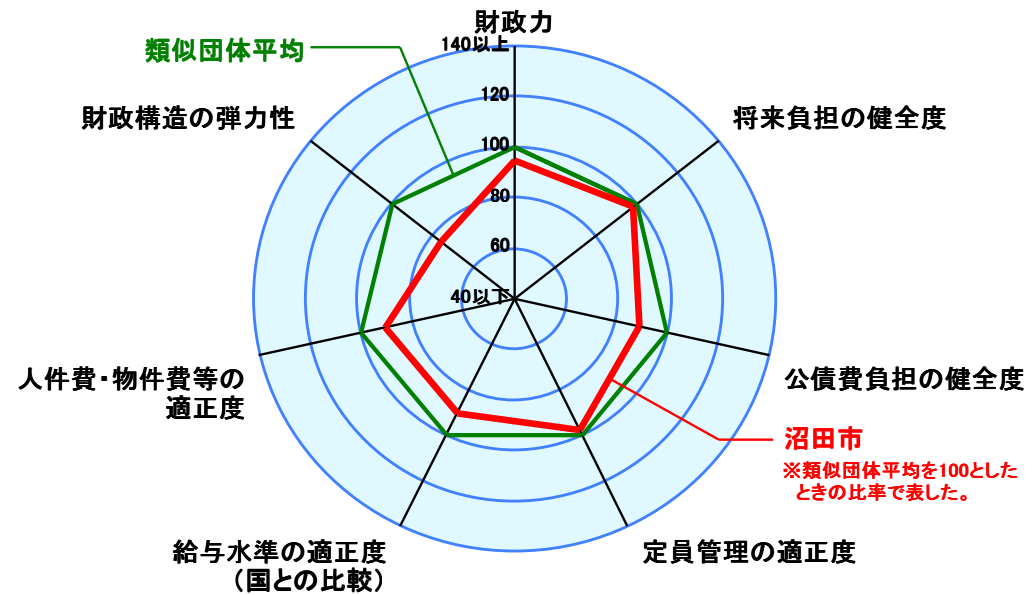 財政力
140以上
類似団体平均
120
財政構造の弾力性
将来負担の健全度
100
80
60
40以下
人件費・物件費等の
適正度
公債費負担の健全度
沼田市
※類似団体平均を100とした
ときの比率で表した。
給与水準の適正度
（国との比較）
定員管理の適正度